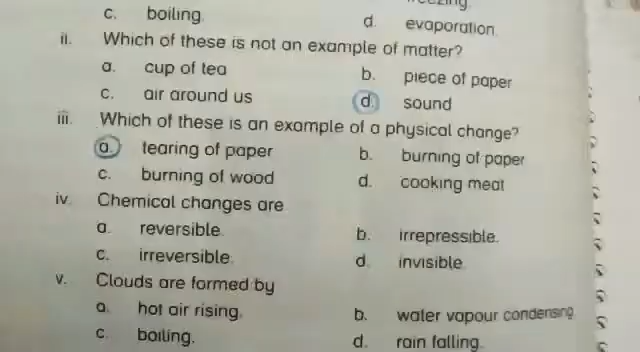 c. boiling. d. evaporation.
ii. Which of these is not an example of matter?
a. cup of tea b. piece of paper
c. air around us d. sound
iii. Which of these is an example of a physical change?
a. tearing of paper b. burning of paper
c. burning of wood d. cooking meat
iv. Chemical changes are
a. reversible. b. irrepressible.
c. irreversible. d. invisible.
v. Clouds are formed by
a. hot air rising. b. water vapour condensing.
c. boiling. d. rain falling.